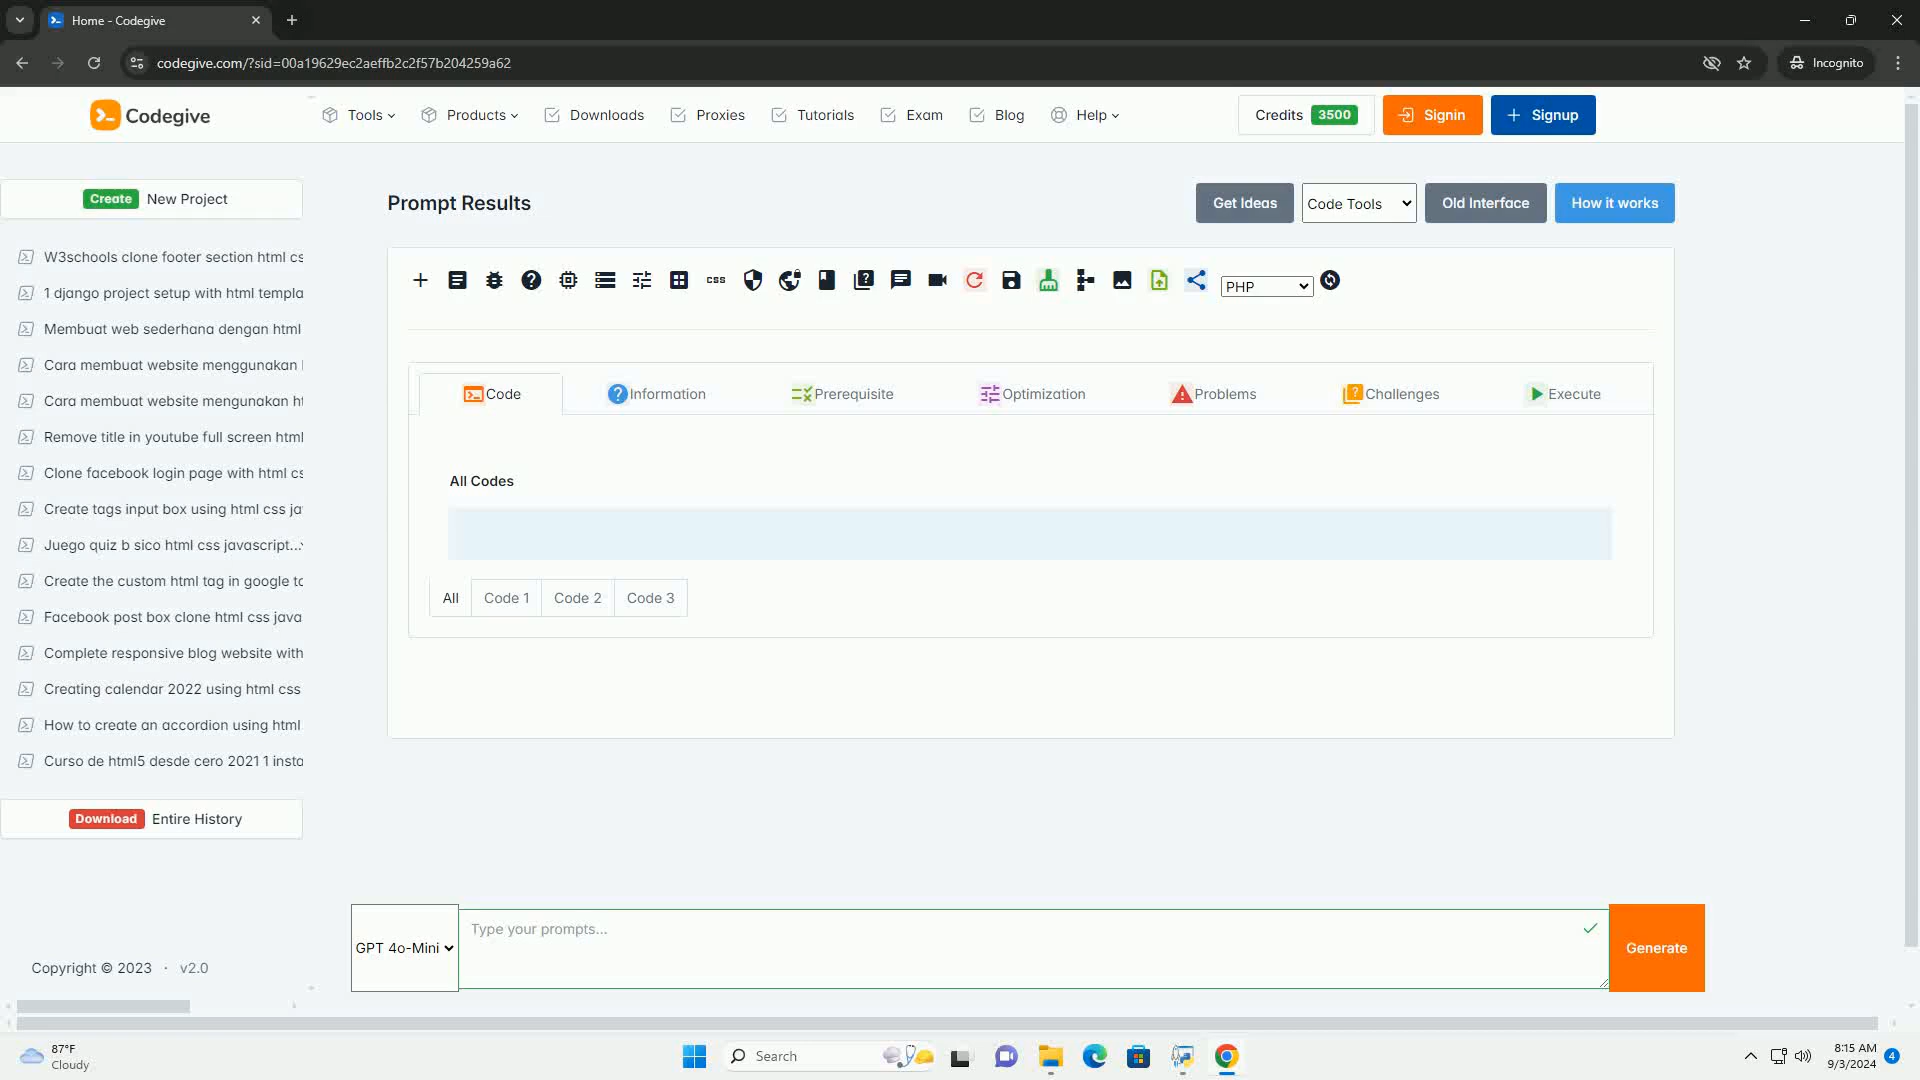 Home - Codegive
codegive.com/?sid=00a19629ec2aeffb2c2f57b204259a62
Incognito
Codegive
Tools
Products
Downloads
Proxies
Tutorials
Exam
Blog
Help
Credits 3500
Signin
Signup
Create New Project
Prompt Results
Get Ideas
Code Tools
Old Interface
How it works
W3schools clone footer section html cs
1 django project setup with html templa
Membuat web sederhana dengan html
Cara membuat website menggunakan
Cara membuat website mengunakan ht
Remove title in youtube full screen html
Clone facebook login page with html cs
Create tags input box using html css ja
Juego quiz b sico html css javascript...
Create the custom html tag in google ta
Facebook post box clone html css java
Complete responsive blog website with
Creating calendar 2022 using html css
How to create an accordion using html
Curso de html5 desde cero 2021 1 insta
Download Entire History
css
PHP
Code
Information
Prerequisite
Optimization
Problems
Challenges
Execute
All Codes
All
Code 1
Code 2
Code 3
GPT 4o-Mini
Type your prompts...
Generate
Copyright © 2023 · v2.0
87°F
Cloudy
Search
8:15 AM
9/3/2024
4